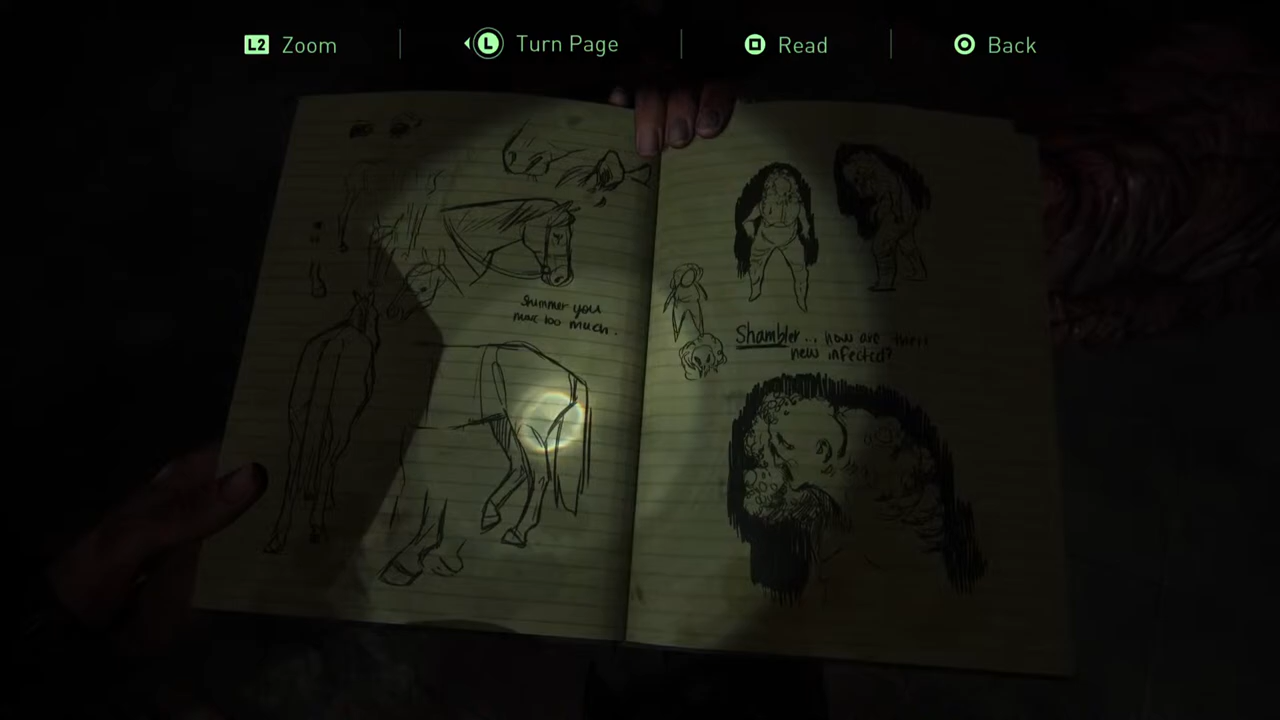 L2 Zoom
L Turn Page
Read
Back
Summer you
move too much.
Shambler... how are there
new infected?